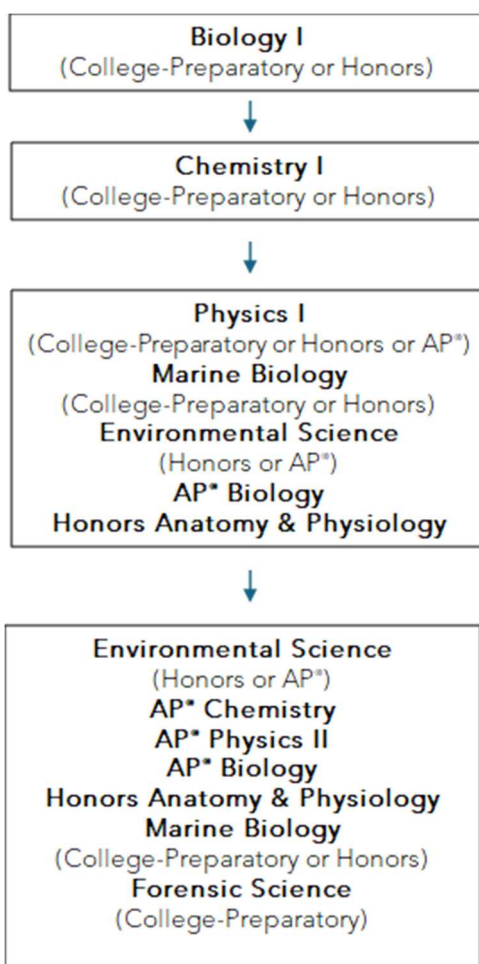 Biology I
(College-Preparatory or Honors)
Chemistry I
(College-Preparatory or Honors)
Physics I
(College-Preparatory or Honors or AP®)
Marine Biology
(College-Preparatory or Honors)
Environmental Science
(Honors or AP®)
AP® Biology
Honors Anatomy & Physiology
Environmental Science
(Honors or AP®)
AP® Chemistry
AP® Physics II
AP® Biology
Honors Anatomy & Physiology
Marine Biology
(College-Preparatory or Honors)
Forensic Science
(College-Preparatory)